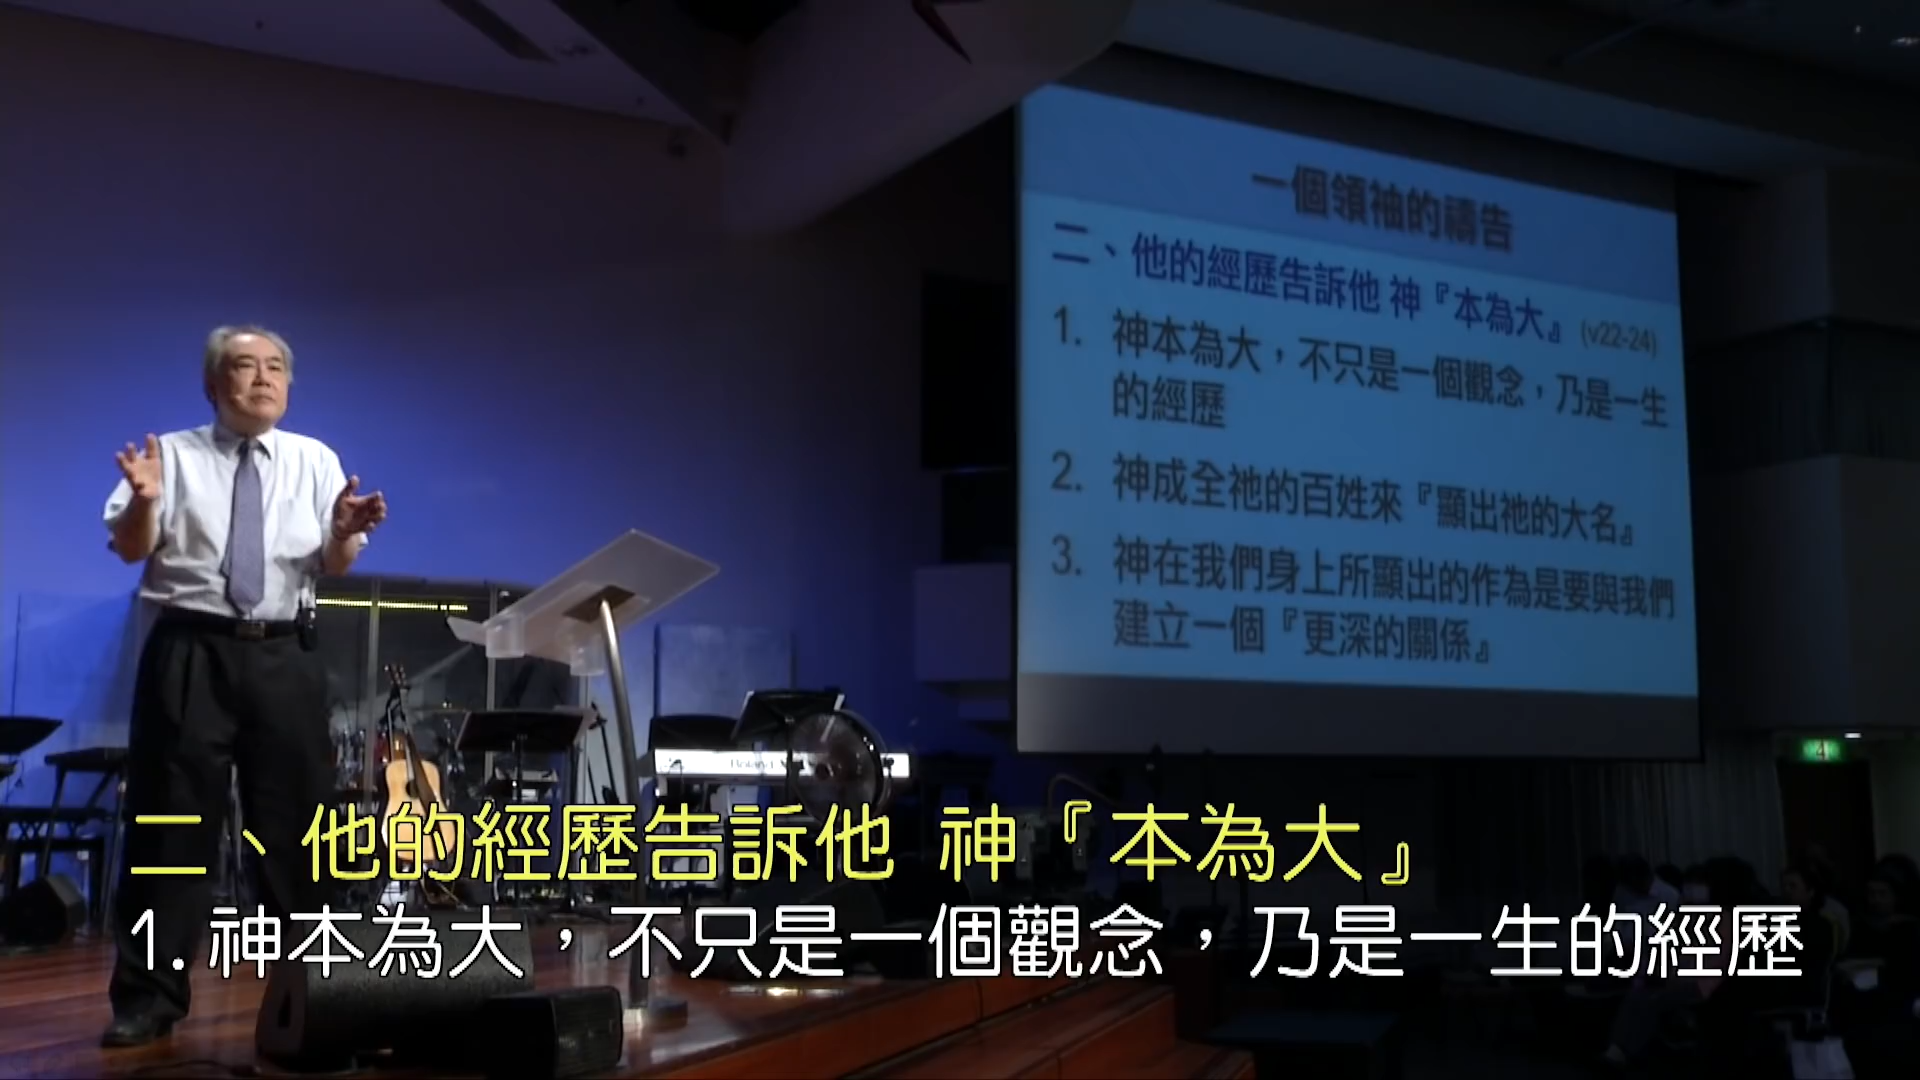 一個領袖的禱告
二、他的經歷告訴他 神『本為大』 (v22-24)
1. 神本為大，不只是一個觀念，乃是一生
的經歷
2. 神成全祂的百姓來『顯出祂的大名』
3. 神在我們身上所顯出的作為是要與我們
建立一個『更深的關係』
4
Roland
二、他的經歷告訴他 神『本為大』
1. 神本為大，不只是一個觀念，乃是一生的經歷